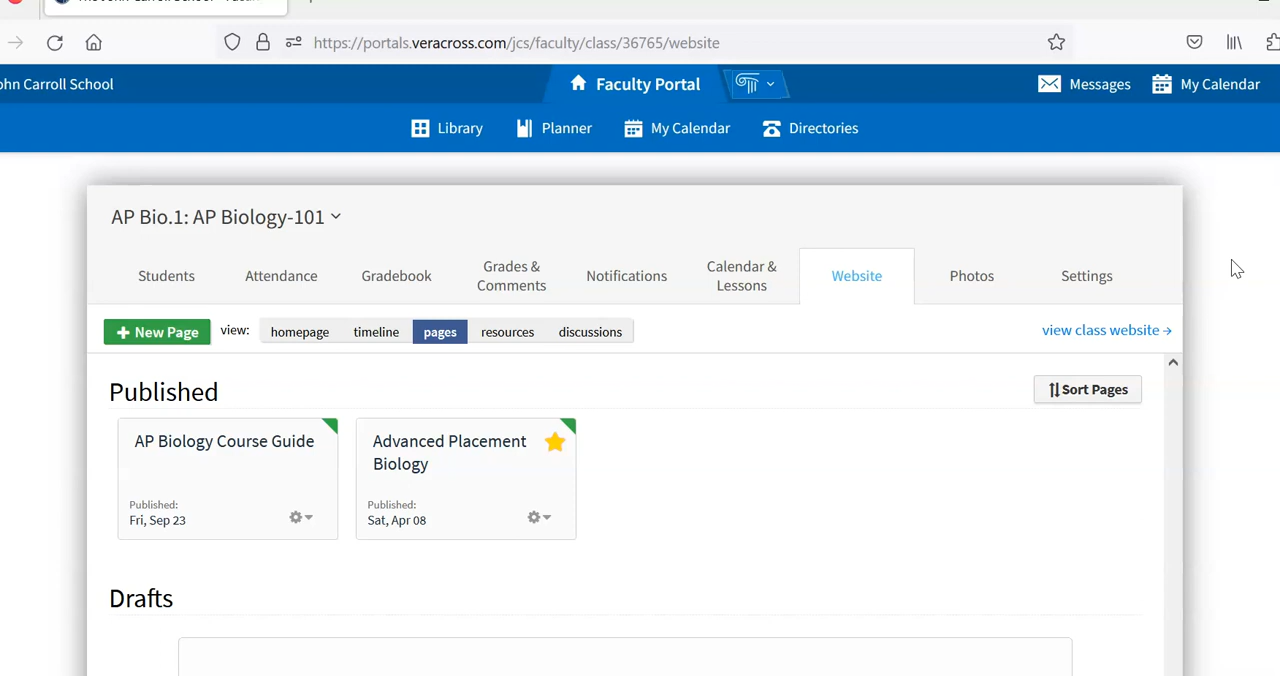 https://portals.veracross.com/jcs/faculty/class/36765/website
ohn Carroll School
Faculty Portal
Messages
My Calendar
Library
Planner
My Calendar
Directories
AP Bio.1: AP Biology-101
Students
Attendance
Gradebook
Grades &
Comments
Notifications
Calendar &
Lessons
Website
Photos
Settings
New Page
view:
homepage
timeline
pages
resources
discussions
view class website →
Published
Sort Pages
AP Biology Course Guide
Published:
Fri, Sep 23
Advanced Placement
Biology
Published:
Sat, Apr 08
Drafts